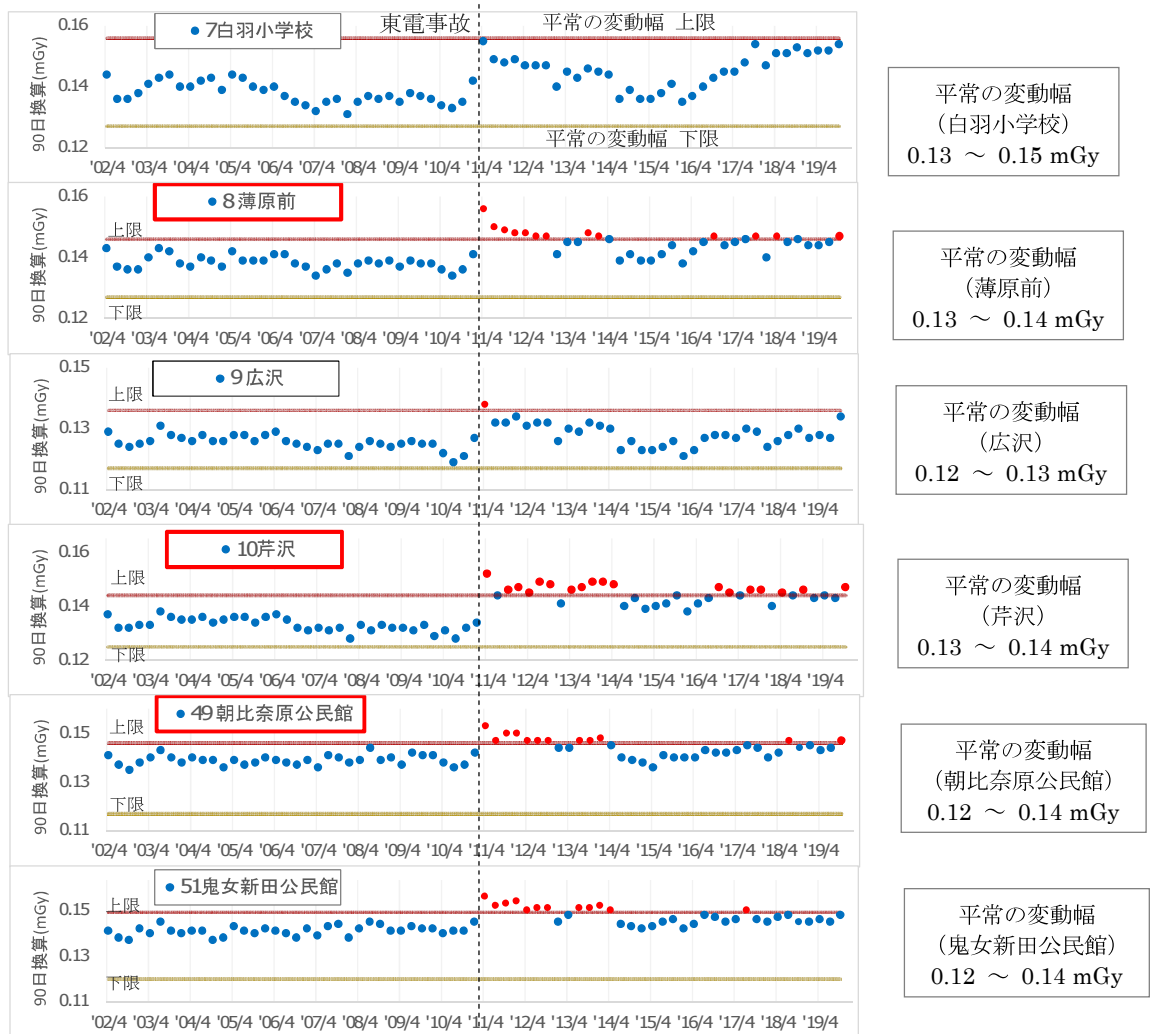 7白羽小学校
東電事故
平常の変動幅 上限
平常の変動幅 下限
90日換算(mGy)
0.16
0.14
0.12
'02/4 '03/4 '04/4 '05/4 '06/4 '07/4 '08/4 '09/4 '10/4 '11/4 '12/4 '13/4 '14/4 '15/4 '16/4 '17/4 '18/4 '19/4
平常の変動幅
（白羽小学校）
0.13 ～ 0.15 mGy
8薄原前
上限
下限
90日換算(mGy)
0.16
0.14
0.12
'02/4 '03/4 '04/4 '05/4 '06/4 '07/4 '08/4 '09/4 '10/4 '11/4 '12/4 '13/4 '14/4 '15/4 '16/4 '17/4 '18/4 '19/4
平常の変動幅
（薄原前）
0.13 ～ 0.14 mGy
9広沢
上限
下限
90日換算(mGy)
0.15
0.13
0.11
'02/4 '03/4 '04/4 '05/4 '06/4 '07/4 '08/4 '09/4 '10/4 '11/4 '12/4 '13/4 '14/4 '15/4 '16/4 '17/4 '18/4 '19/4
平常の変動幅
（広沢）
0.12 ～ 0.13 mGy
10芹沢
上限
下限
90日換算(mGy)
0.16
0.14
0.12
'02/4 '03/4 '04/4 '05/4 '06/4 '07/4 '08/4 '09/4 '10/4 '11/4 '12/4 '13/4 '14/4 '15/4 '16/4 '17/4 '18/4 '19/4
平常の変動幅
（芹沢）
0.13 ～ 0.14 mGy
49朝比奈原公民館
上限
下限
90日換算(mGy)
0.15
0.13
0.11
'02/4 '03/4 '04/4 '05/4 '06/4 '07/4 '08/4 '09/4 '10/4 '11/4 '12/4 '13/4 '14/4 '15/4 '16/4 '17/4 '18/4 '19/4
平常の変動幅
（朝比奈原公民館）
0.12 ～ 0.14 mGy
51鬼女新田公民館
上限
下限
90日換算(mGy)
0.15
0.13
0.11
'02/4 '03/4 '04/4 '05/4 '06/4 '07/4 '08/4 '09/4 '10/4 '11/4 '12/4 '13/4 '14/4 '15/4 '16/4 '17/4 '18/4 '19/4
平常の変動幅
（鬼女新田公民館）
0.12 ～ 0.14 mGy